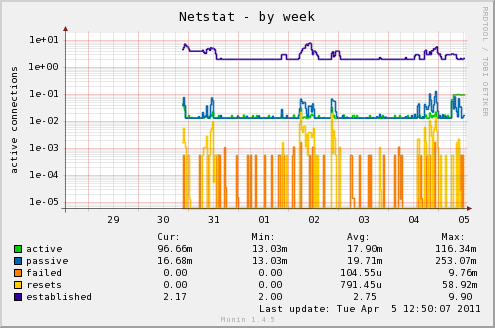 Netstat - by week
RRDTOOL / TOBI OETIKER
active connections
1e+01
1e+00
1e-01
1e-02
1e-03
1e-04
1e-05
29 30 31 01 02 03 04 05
Cur: Min: Avg: Max:
active 96.66m 13.03m 17.90m 116.34m
passive 16.68m 13.03m 19.71m 253.07m
failed 0.00 0.00 104.55u 9.76m
resets 0.00 0.00 791.45u 58.92m
established 2.17 2.00 2.75 9.90
Last update: Tue Apr 5 12:50:07 2011
Munin 1.4.5